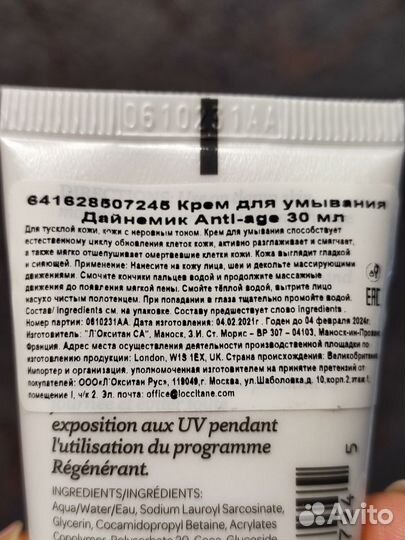 0610231AA
641628507245 Крем для умывания
Дайнемик Anti-age 30 мл
Для тусклой кожи, кожи с неровным тоном. Крем для умывания способствует
естественному циклу обновления клеток кожи, активно разглаживает и смягчает,
а также мягко отшелушивает омертвевшие клетки кожи. Кожа выглядит гладкой
и сияющей. Применение: Нанесите на кожу лица, шеи и декольте массирующими
движениями. Смочите кончики пальцев водой и продолжите массажные
движения до появления мягкой пены. Смойте тёплой водой, вытрите лицо
насухо чистым полотенцем. При попадании в глаза тщательно промойте водой.
Состав/ Ingredients см. на упаковке. Составу предшествует слово ingredients .
Номер партии: 0610231AA. Дата изготовления: 04.02.2021г. Годен до 04 февраля 2024г.
Изготовитель: "Л'Окситан СА", Маноск, З.И. Ст. Морис – ВР 307 – 04103, Маноск-ин-Прованс
Франция. Адрес места осуществления деятельности производственной площадки по
изготовлению продукции: London, W1S 1EX, UK. Страна происхождения: Великобритания
Импортер и организация, уполномоченная изготовителем на принятие претензий от
покупателей: ООО«Л'Окситан Рус», 119049, г. Москва, ул.Шаболовка,д.10,корп.2,этаж 1,
помещение I, ч/к 2. Эл. почта: office@loccitane.com
EAC
exposition aux UV pendant
l'utilisation du programme
Régénérant.
INGREDIENTS/INGRÉDIENTS:
Aqua/Water/Eau, Sodium Lauroyl Sarcosinate,
Glycerin, Cocamidopropyl Betaine, Acrylates
Copolymer, Polysorbate 20, Coco-Glucoside
5
Avito